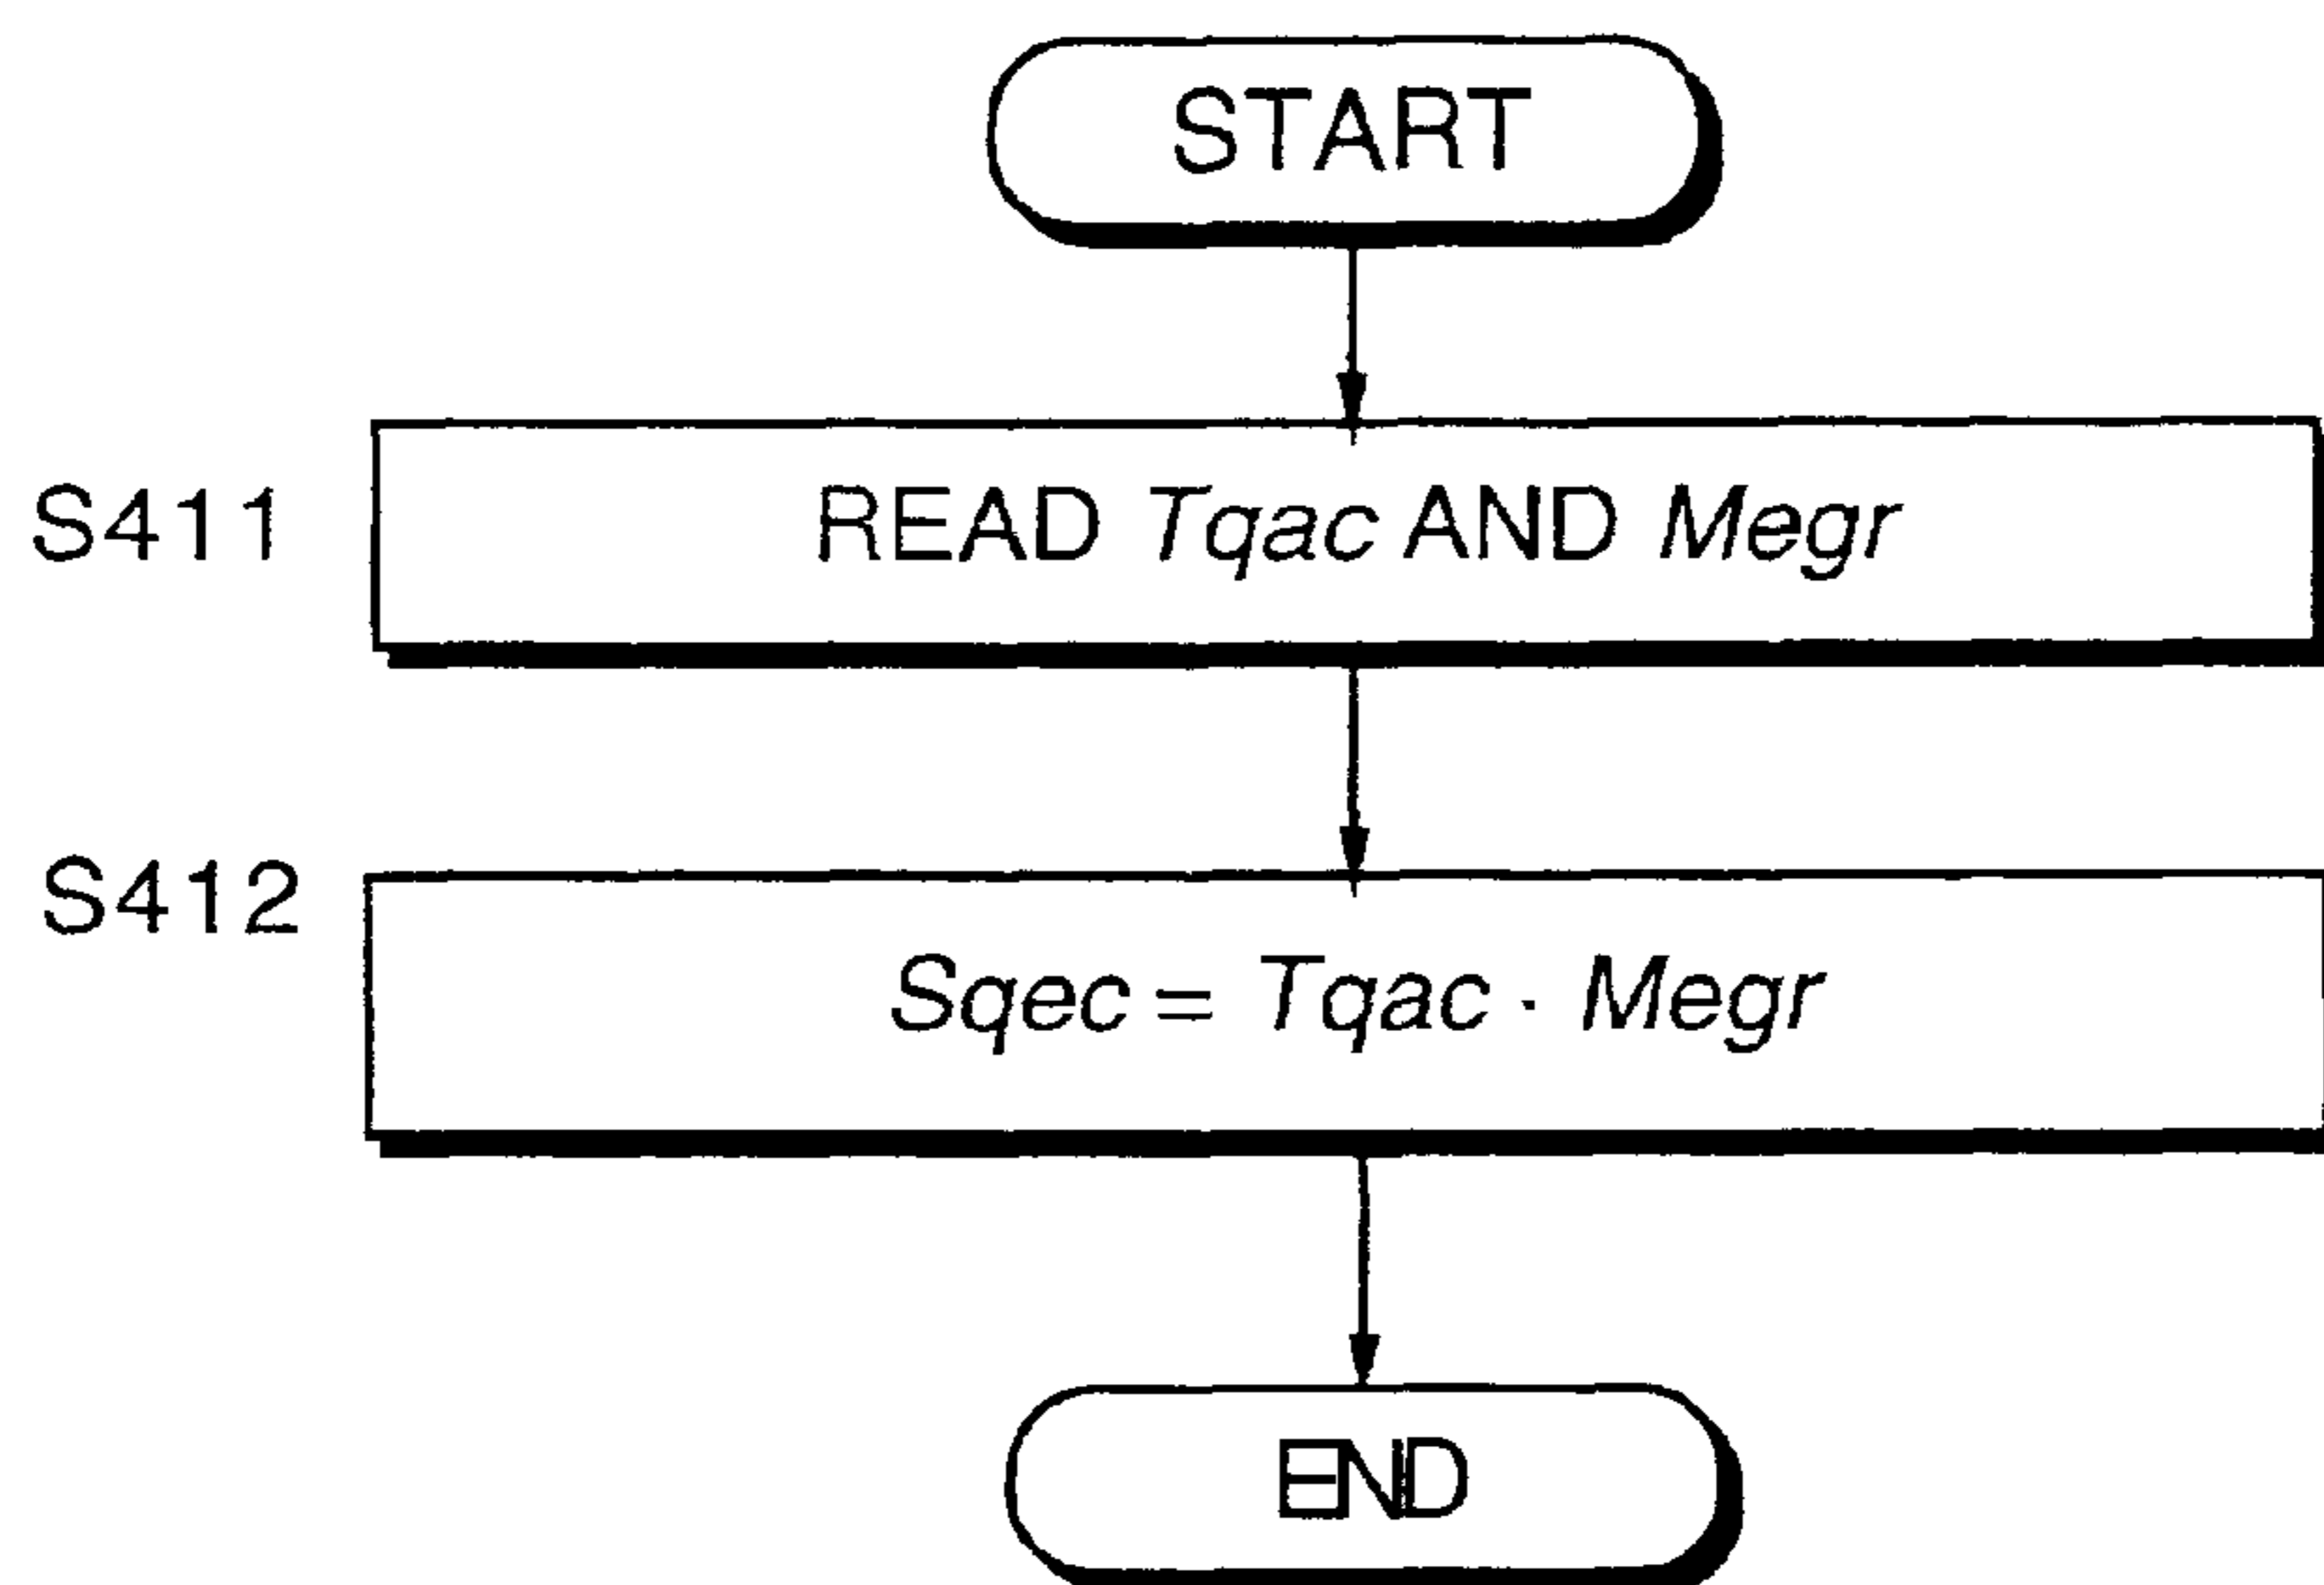 START
S411 READ Tqac AND Megr
S412
Sqec = Tqac · Megr
END